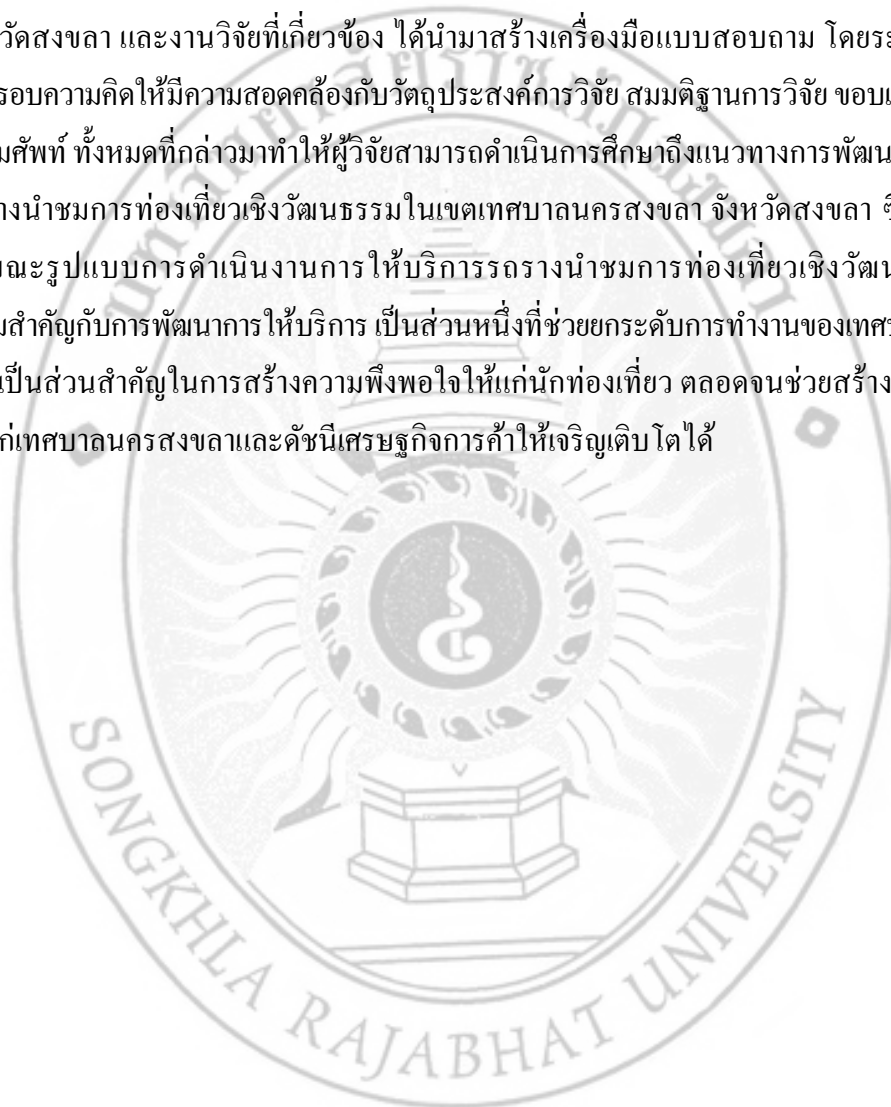 วัดสงขลา และงานวิจัยที่เกี่ยวข้อง ได้นำมาสร้างเครื่องมือแบบสอบถาม โดยระ
รอบความคิดให้มีความสอดคล้องกับวัตถุประสงค์การวิจัย สมมติฐานการวิจัย ขอบเ
มศัพท์ ทั้งหมดที่กล่าวมาทำให้ผู้วิจัยสามารถดำเนินการศึกษาถึงแนวทางการพัฒน
างนำชมการท่องเที่ยวเชิงวัฒนธรรมในเขตเทศบาลนครสงขลา จังหวัดสงขลา ซึ
ษณะรูปแบบการดำเนินงานการให้บริการรถรางนำชมการท่องเที่ยวเชิงวัฒน
มสำคัญกับการพัฒนาการให้บริการ เป็นส่วนหนึ่งที่ช่วยยกระดับการทำงานของเทศ
เป็นส่วนสำคัญในการสร้างความพึงพอใจให้แก่นักท่องเที่ยว ตลอดจนช่วยสร้าง
ก่เทศบาลนครสงขลาและดัชนีเศรษฐกิจการค้าให้เจริญเติบโตได้
มหาวิทยาลัยราชภัฏสงขลา
SONGKHLA RAJABHAT UNIVERSITY